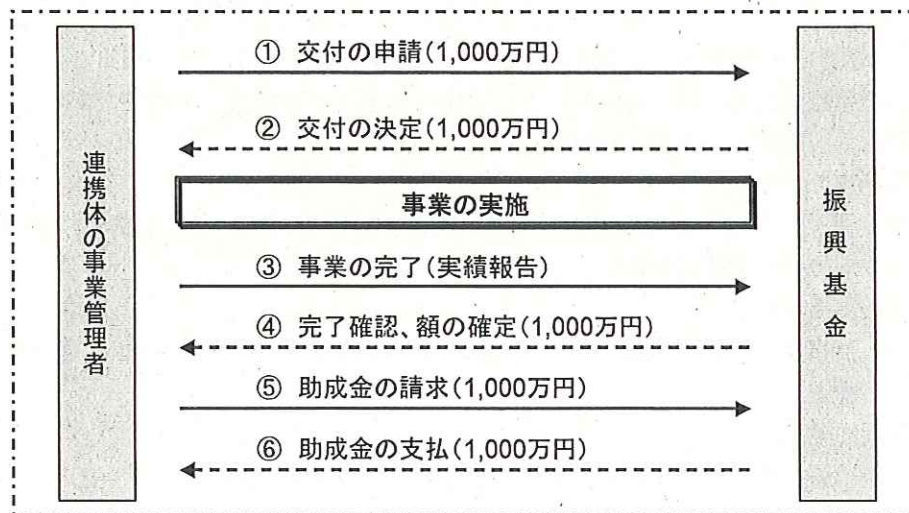 連携体の事業管理者
① 交付の申請(1,000万円)
② 交付の決定(1,000万円)
事業の実施
③ 事業の完了(実績報告)
④ 完了確認、額の確定(1,000万円)
⑤ 助成金の請求(1,000万円)
⑥ 助成金の支払(1,000万円)
振興基金